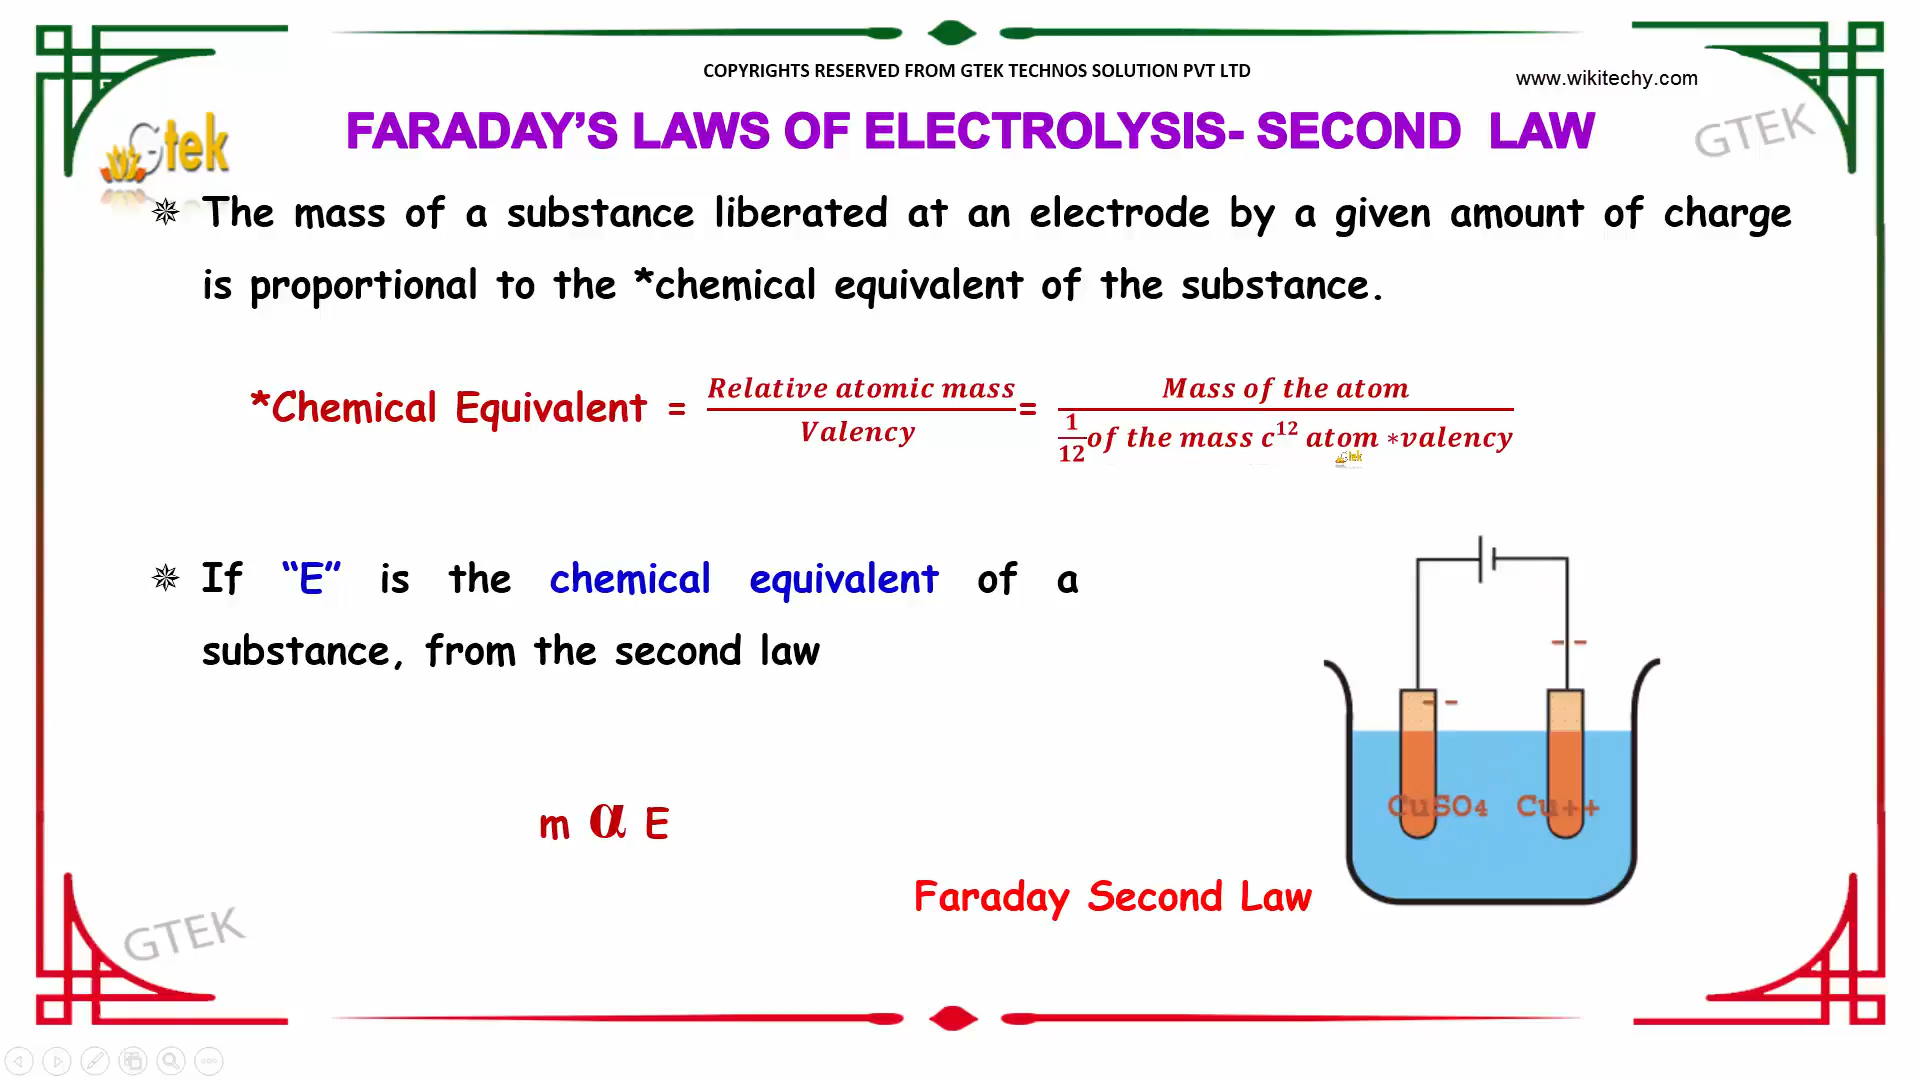 COPYRIGHTS RESERVED FROM GTEK TECHNOS SOLUTION PVT LTD
www.wikitechy.com
Gtek
FARADAY’S LAWS OF ELECTROLYSIS- SECOND LAW
GTEK
The mass of a substance liberated at an electrode by a given amount of charge
is proportional to the *chemical equivalent of the substance.
*Chemical Equivalent = Relative atomic mass / Valency = Mass of the atom / 1/12 of the mass c¹² atom *valency
Gtek
If “E” is the chemical equivalent of a
substance, from the second law
m α E
CuSO4 Cu++
Faraday Second Law
GTEK